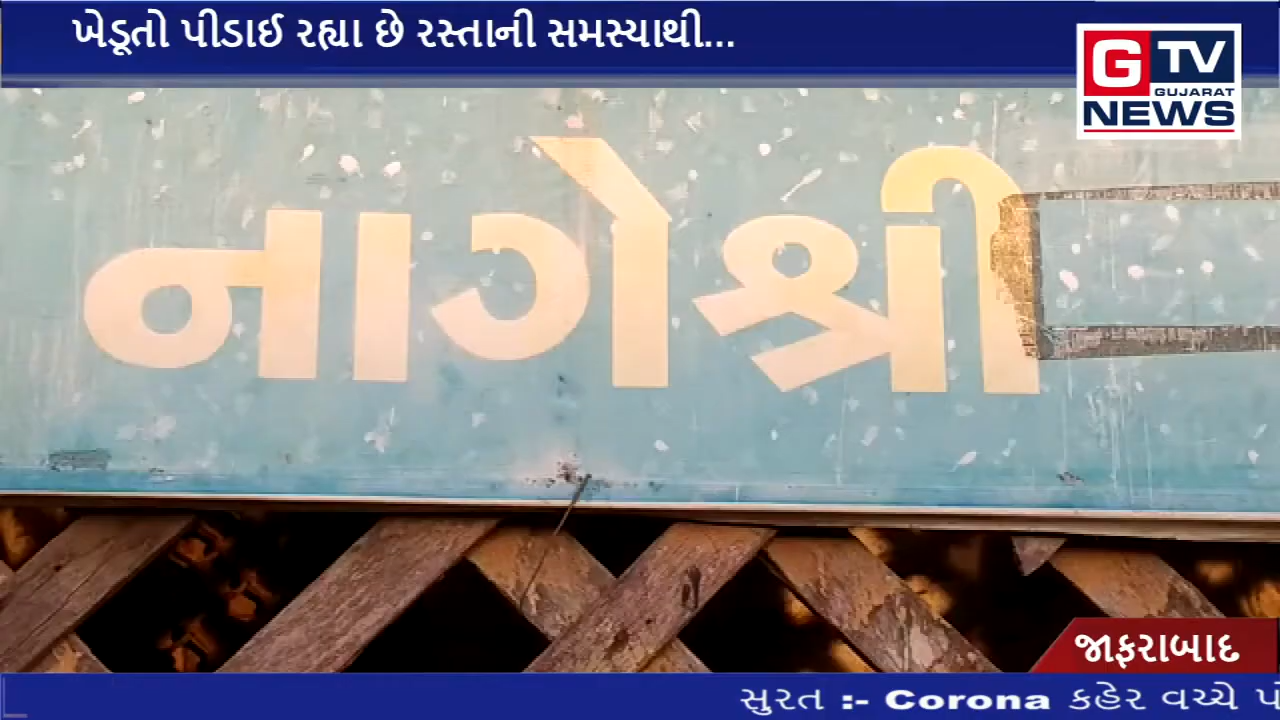 ખેડૂતો પીડાઈ રહ્યા છે રસ્તાની સમસ્યાથી...
G TV
GUJARAT
NEWS
નાગેશ્રી
જાફરાબાદ
સુરત :- Corona કહેર વચ્ચે